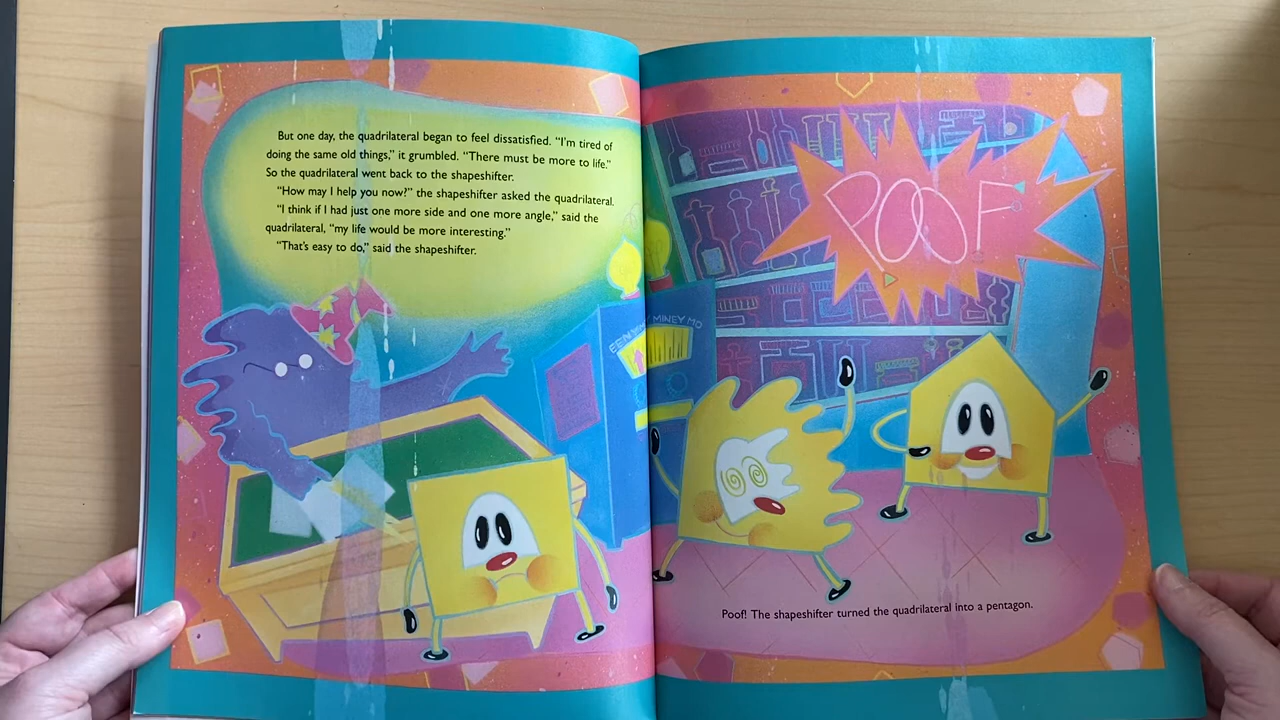 But one day, the quadrilateral began to feel dissatisfied. “I’m tired of
doing the same old things,” it grumbled. “There must be more to life.”
So the quadrilateral went back to the shapeshifter.
“How may I help you now?” the shapeshifter asked the quadrilateral.
“I think if I had just one more side and one more angle,” said the
quadrilateral, “my life would be more interesting.”
“That’s easy to do,” said the shapeshifter.
POOF
MINEY MO
Poof! The shapeshifter turned the quadrilateral into a pentagon.